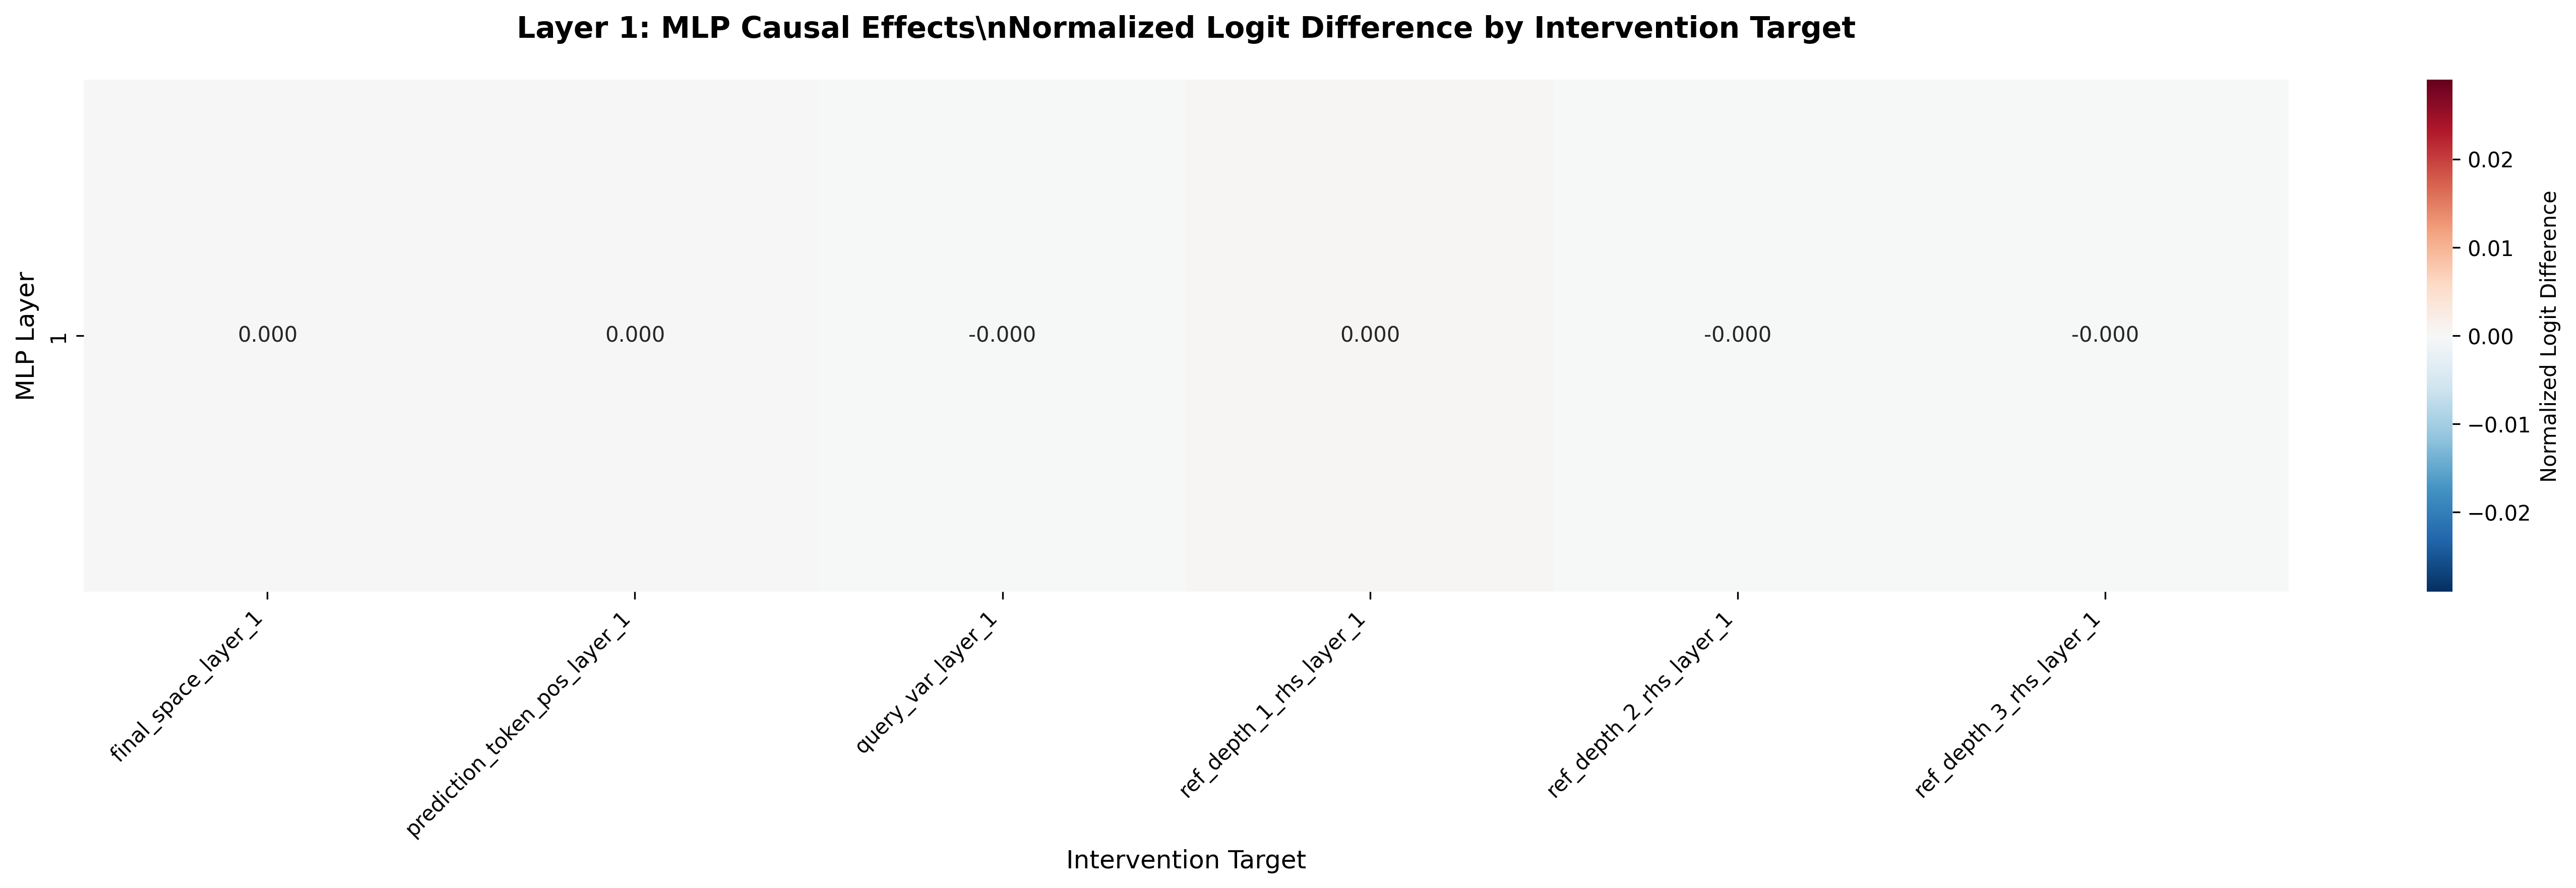 Layer 1: MLP Causal Effects\nNormalized Logit Difference by Intervention Target
MLP Layer
1
0.000
0.000
-0.000
0.000
-0.000
-0.000
final_space_layer_1
prediction_token_pos_layer_1
query_var_layer_1
ref_depth_1_rhs_layer_1
ref_depth_2_rhs_layer_1
ref_depth_3_rhs_layer_1
Intervention Target
0.02
0.01
0.00
−0.01
−0.02
Normalized Logit Difference